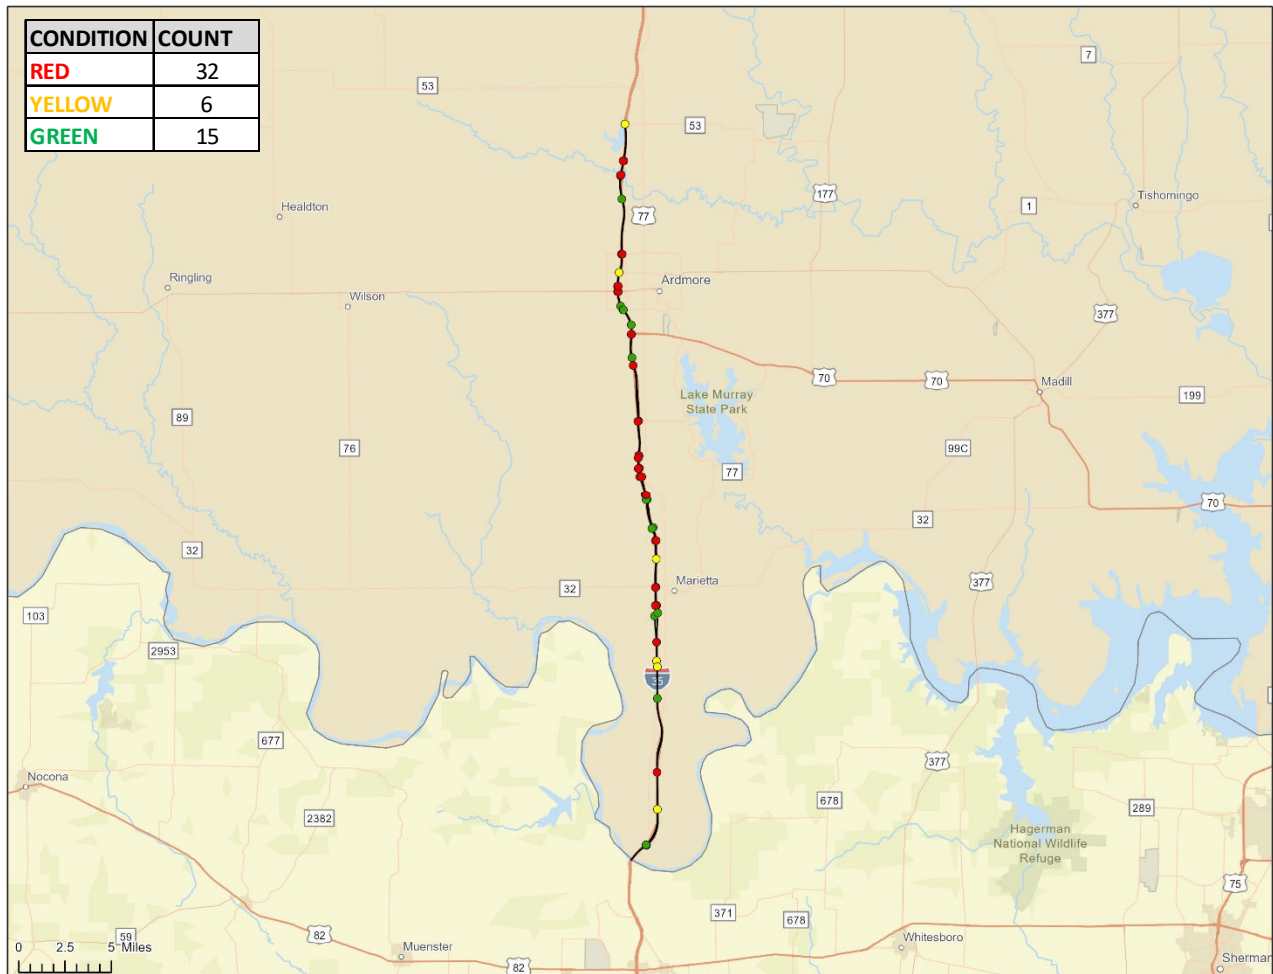 CONDITION COUNT
RED 32
YELLOW 6
GREEN 15
7
53
53
177
Tishomingo
1
Healdton
77
Ringling
Ardmore
Wilson
377
70
70
Madill
Lake Murray
State Park
199
89
76
99C
77
70
32
32
377
Marietta
32
103
2953
35
677
377
Nocona
678
289
2382
Hagerman
National Wildlife
Refuge
75
371
678
59
82
Whitesboro
0 2.5 5 Miles
Muenster
82
Sherman